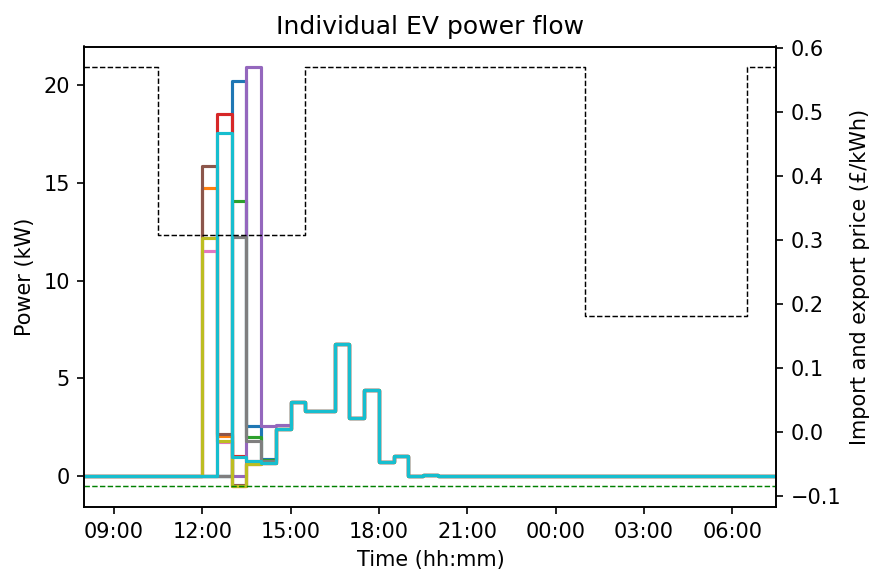 Individual EV power flow
Power (kW)
20
15
10
5
0
0.6
0.5
0.4
0.3
0.2
0.1
0.0
−0.1
Import and export price (£/kWh)
09:00 12:00 15:00 18:00 21:00 00:00 03:00 06:00
Time (hh:mm)